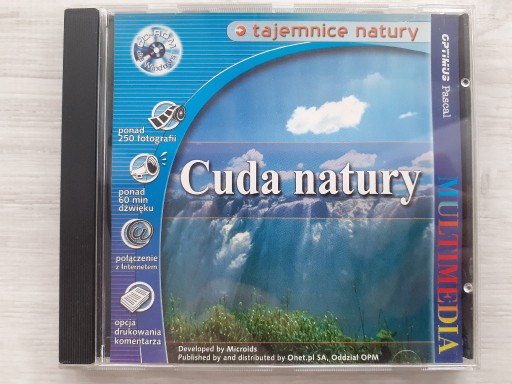 CD-ROM
dla Windows
tajemnice natury
OPTIMUS Pascal
MULTIMEDIA
ponad
250 fotografii
Cuda natury
ponad
60 min
dźwięku
połączenie
z Internetem
opcja
drukowania
komentarza
Developed by Microids
Published by and distributed by Onet.pl SA, Oddział OPM